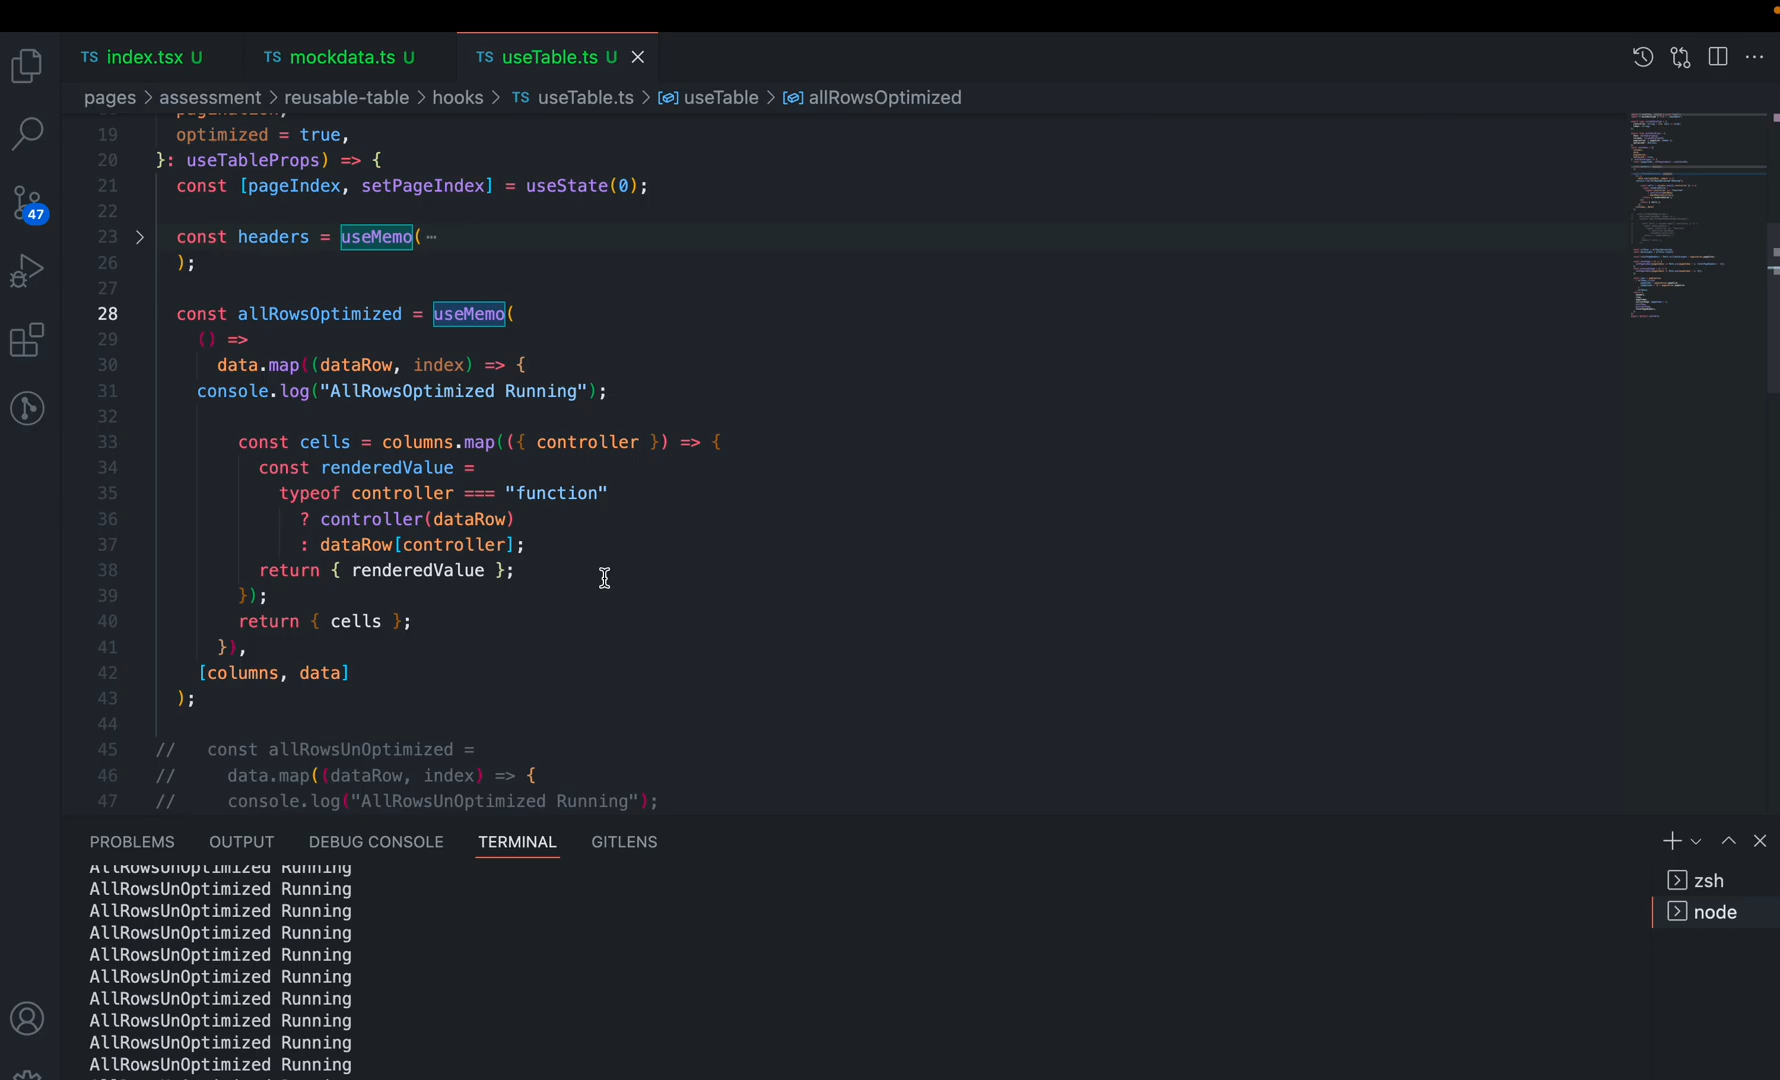 TS index.tsx U TS mockdata.ts U TS useTable.ts U
pages > assessment > reusable-table > hooks > TS useTable.ts > useTable > allRowsOptimized
19 optimized = true,
20 }: useTableProps) => {
21 const [pageIndex, setPageIndex] = useState(0);
22
23 const headers = useMemo( ⋯
26 );
27
28 const allRowsOptimized = useMemo(
29 () =>
30 data.map((dataRow, index) => {
31 console.log("AllRowsOptimized Running");
32
33 const cells = columns.map(({ controller }) => {
34 const renderedValue =
35 typeof controller === "function"
36 ? controller(dataRow)
37 : dataRow[controller];
38 return { renderedValue };
39 });
40 return { cells };
41 }),
42 [columns, data]
43 );
44
45 // const allRowsUnOptimized =
46 // data.map((dataRow, index) => {
47 // console.log("AllRowsUnOptimized Running");
47
PROBLEMS OUTPUT DEBUG CONSOLE TERMINAL GITLENS
AllRowsUnOptimized Running
AllRowsUnOptimized Running
AllRowsUnOptimized Running
AllRowsUnOptimized Running
AllRowsUnOptimized Running
AllRowsUnOptimized Running
AllRowsUnOptimized Running
AllRowsUnOptimized Running
AllRowsUnOptimized Running
AllRowsUnOptimized Running
zsh
node